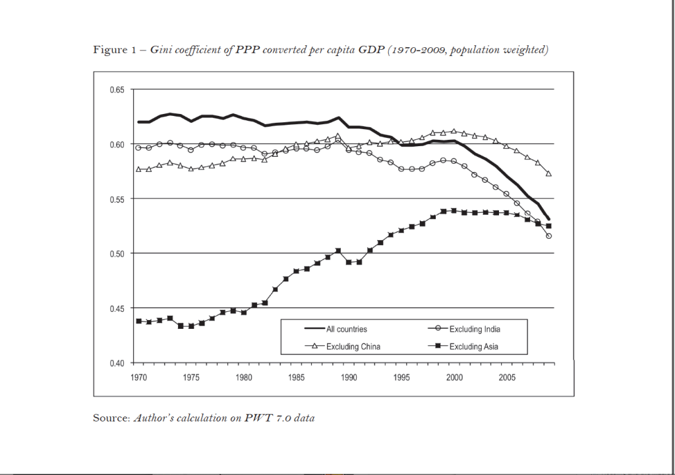 Figure 1 – Gini coefficient of PPP converted per capita GDP (1970-2009, population weighted)
0.65
0.60
0.55
0.50
0.45
0.40
All countries
Excluding India
Excluding China
Excluding Asia
1970 1975 1980 1985 1990 1995 2000 2005
Source: Author's calculation on PWT 7.0 data